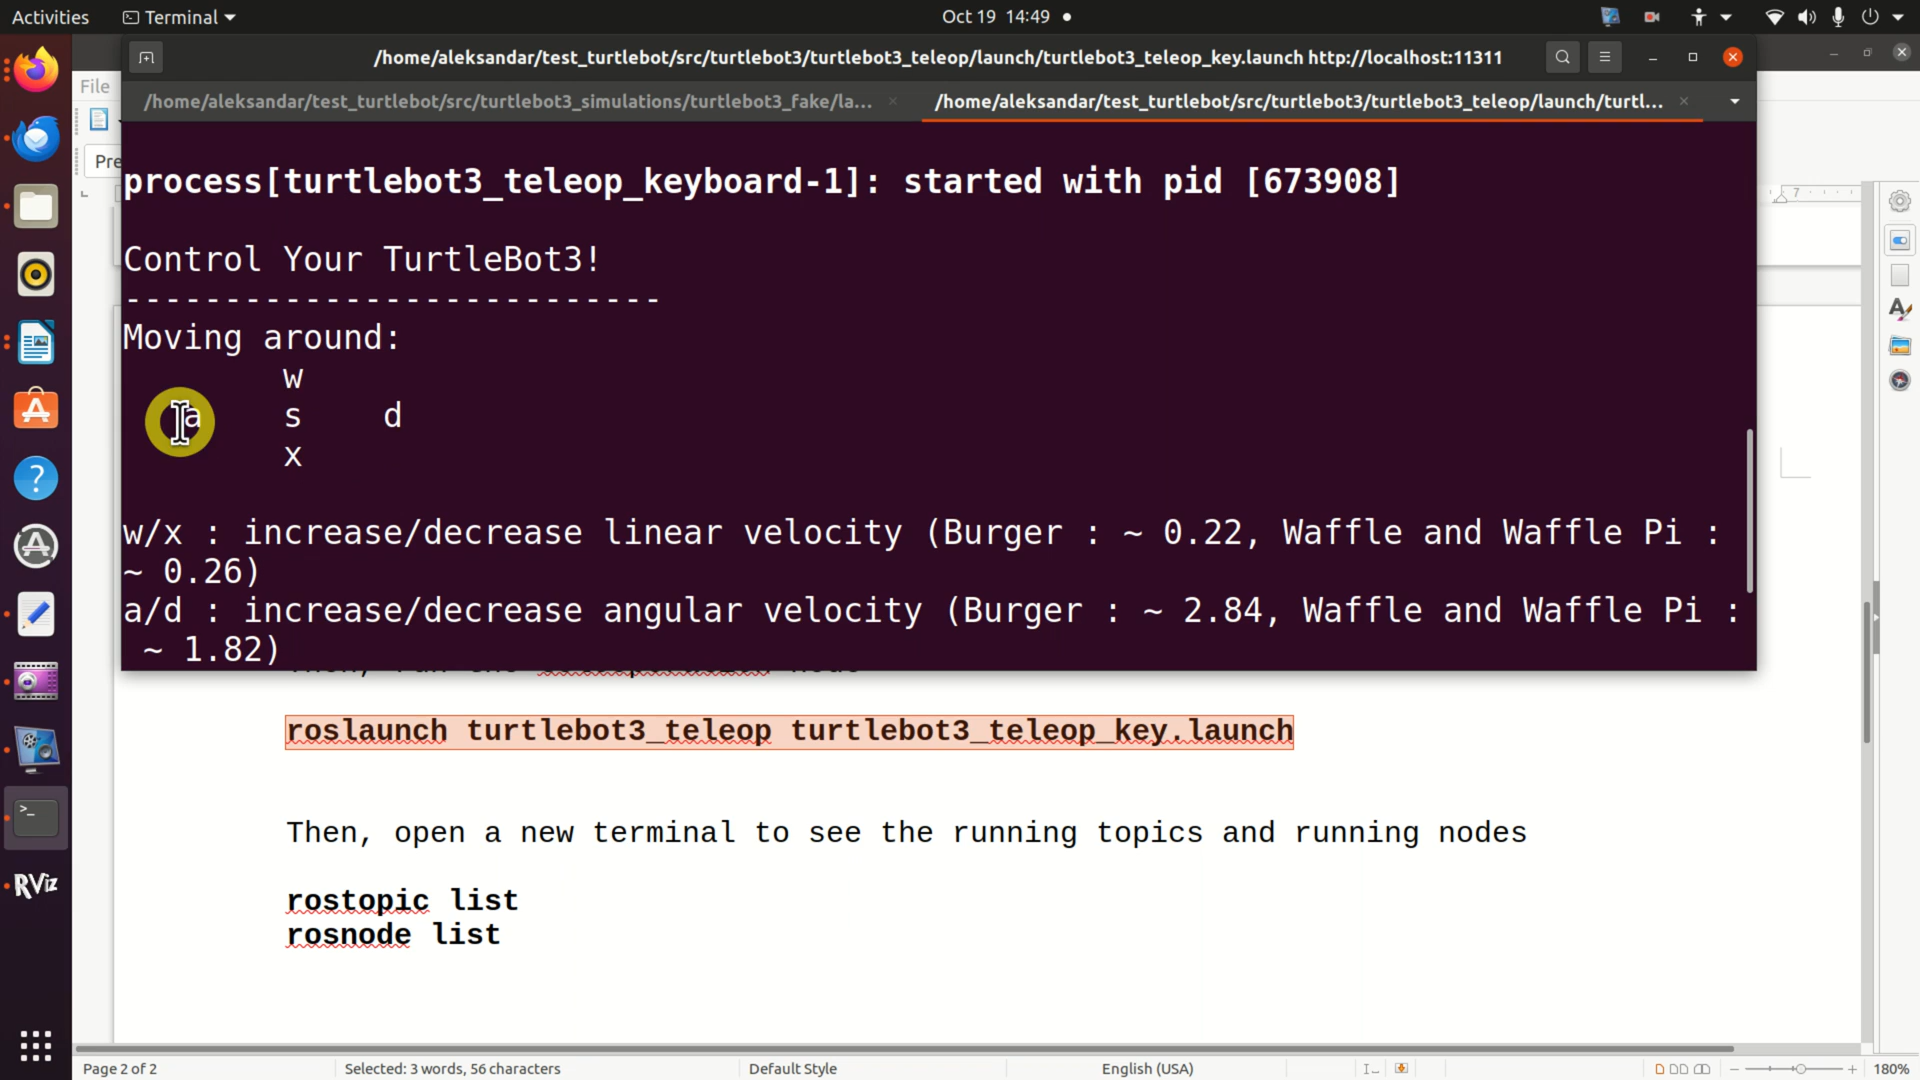 Activities
Terminal
Oct 19 14:49
/home/aleksandar/test_turtlebot/src/turtlebot3/turtlebot3_teleop/launch/turtlebot3_teleop_key.launch http://localhost:11311
File
/home/aleksandar/test_turtlebot/src/turtlebot3_simulations/turtlebot3_fake/la...
/home/aleksandar/test_turtlebot/src/turtlebot3/turtlebot3_teleop/launch/turtl...
Pre
7
process[turtlebot3_teleop_keyboard-1]: started with pid [673908]
Control Your TurtleBot3!
---------------------------
Moving around:
w
a s d
x
w/x : increase/decrease linear velocity (Burger : ~ 0.22, Waffle and Waffle Pi :
~ 0.26)
a/d : increase/decrease angular velocity (Burger : ~ 2.84, Waffle and Waffle Pi :
~ 1.82)
roslaunch turtlebot3_teleop turtlebot3_teleop_key.launch
Then, open a new terminal to see the running topics and running nodes
RViz
rostopic list
rosnode list
Page 2 of 2
Selected: 3 words, 56 characters
Default Style
English (USA)
180%